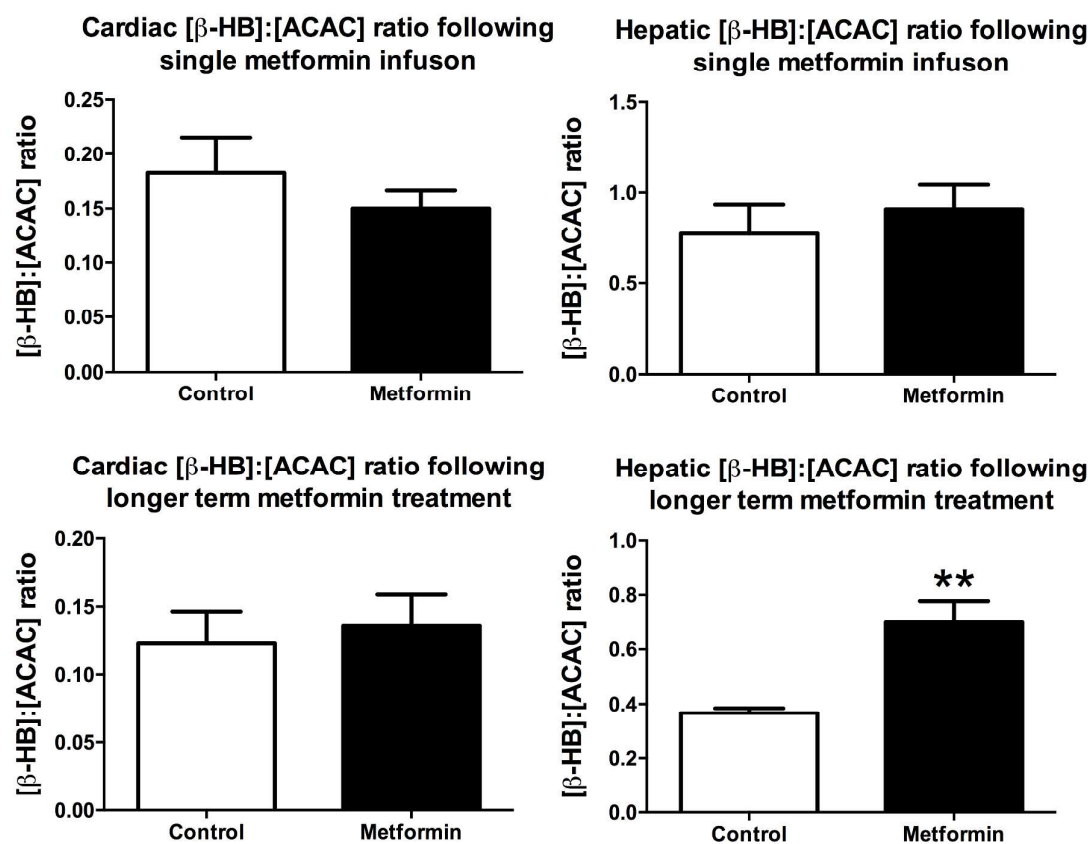 Cardiac [β-HB]:[ACAC] ratio following
single metformin infuson
[β-HB]:[ACAC] ratio
0.25
0.20
0.15
0.10
0.05
0.00
Control
Metformin
Hepatic [β-HB]:[ACAC] ratio following
single metformin infuson
[β-HB]:[ACAC] ratio
1.5
1.0
0.5
0.0
Control
Metformin
Cardiac [β-HB]:[ACAC] ratio following
longer term metformin treatment
[β-HB]:[ACAC] ratio
0.20
0.15
0.10
0.05
0.00
Control
Metformin
Hepatic [β-HB]:[ACAC] ratio following
longer term metformin treatment
[β-HB]:[ACAC] ratio
1.0
0.8
0.6
0.4
0.2
0.0
**
Control
Metformin